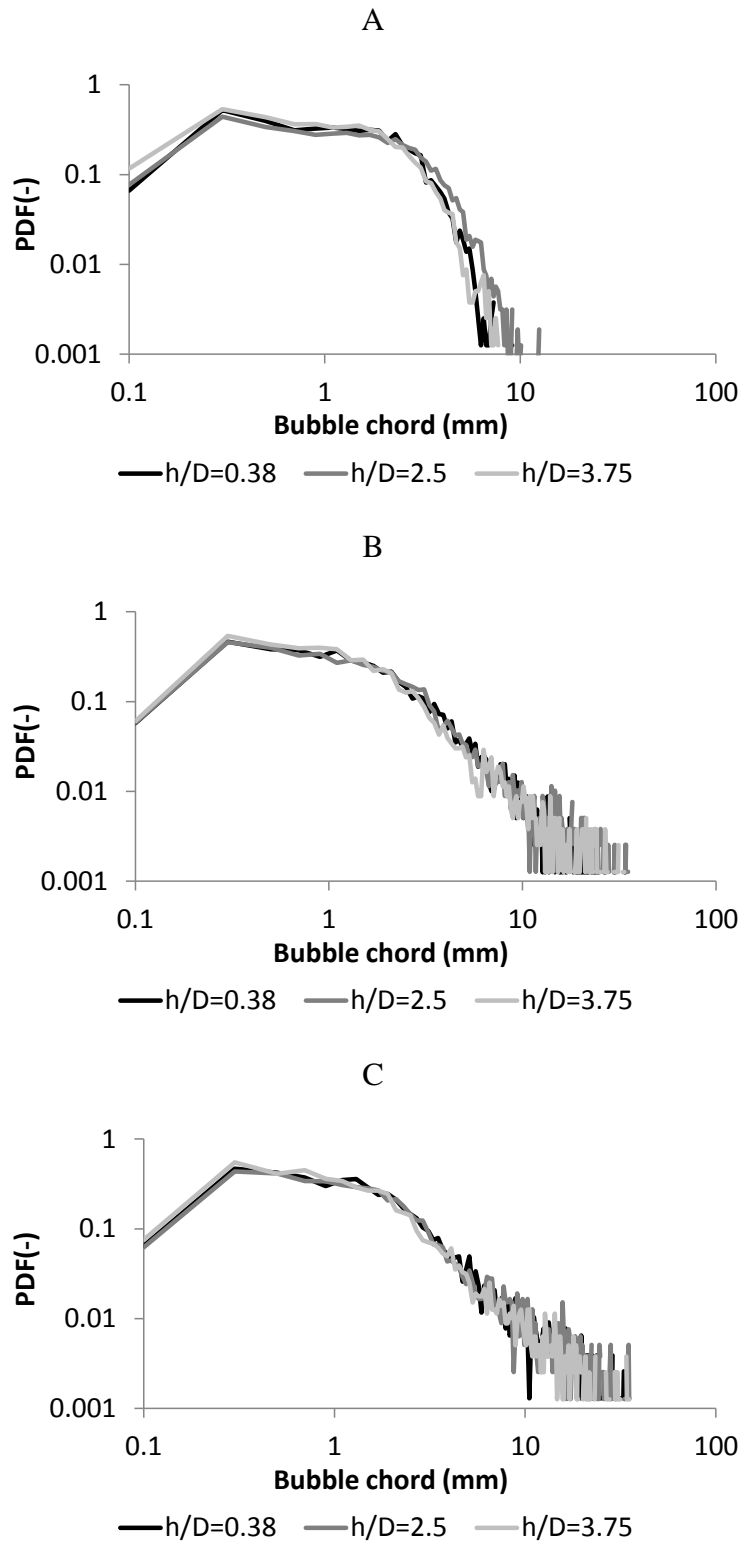 A
1
0.1
0.01
0.001
PDF(-)
0.1 1 10 100
Bubble chord (mm)
h/D=0.38 h/D=2.5 h/D=3.75
B
1
0.1
0.01
0.001
PDF(-)
0.1 1 10 100
Bubble chord (mm)
h/D=0.38 h/D=2.5 h/D=3.75
C
1
0.1
0.01
0.001
PDF(-)
0.1 1 10 100
Bubble chord (mm)
h/D=0.38 h/D=2.5 h/D=3.75